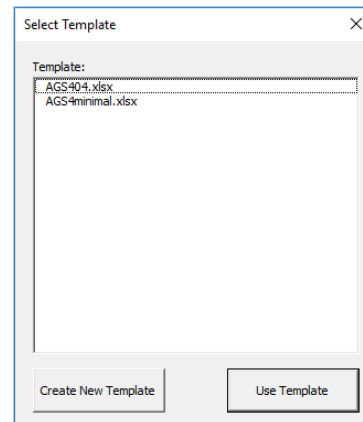 Select Template
Template:
AGS404.xlsx
AGS4minimal.xlsx
Create New Template
Use Template